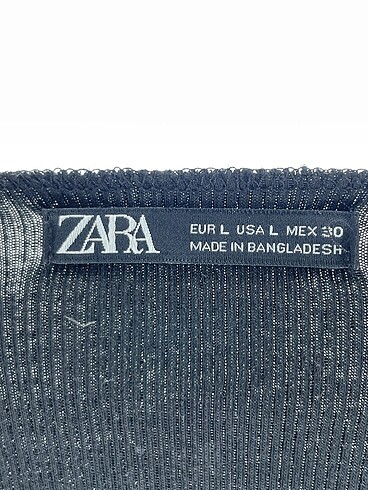 ZARA
EUR L USA L MEX 30
MADE IN BANGLADESH